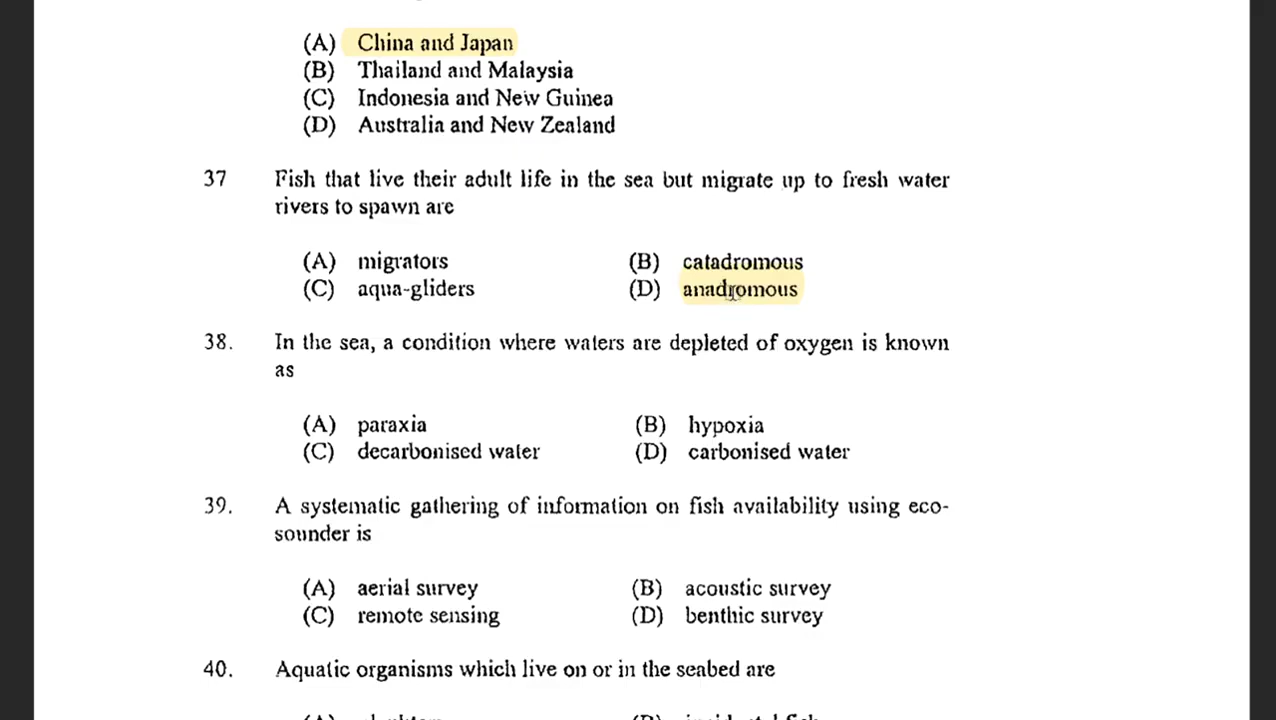 (A) China and Japan
(B) Thailand and Malaysia
(C) Indonesia and New Guinea
(D) Australia and New Zealand
37 Fish that live their adult life in the sea but migrate up to fresh water
rivers to spawn are
(A) migrators (B) catadromous
(C) aqua-gliders (D) anadromous
38. In the sea, a condition where waters are depleted of oxygen is known
as
(A) paraxia (B) hypoxia
(C) decarbonised water (D) carbonised water
39. A systematic gathering of information on fish availability using eco-
sounder is
(A) aerial survey (B) acoustic survey
(C) remote sensing (D) benthic survey
40. Aquatic organisms which live on or in the seabed are